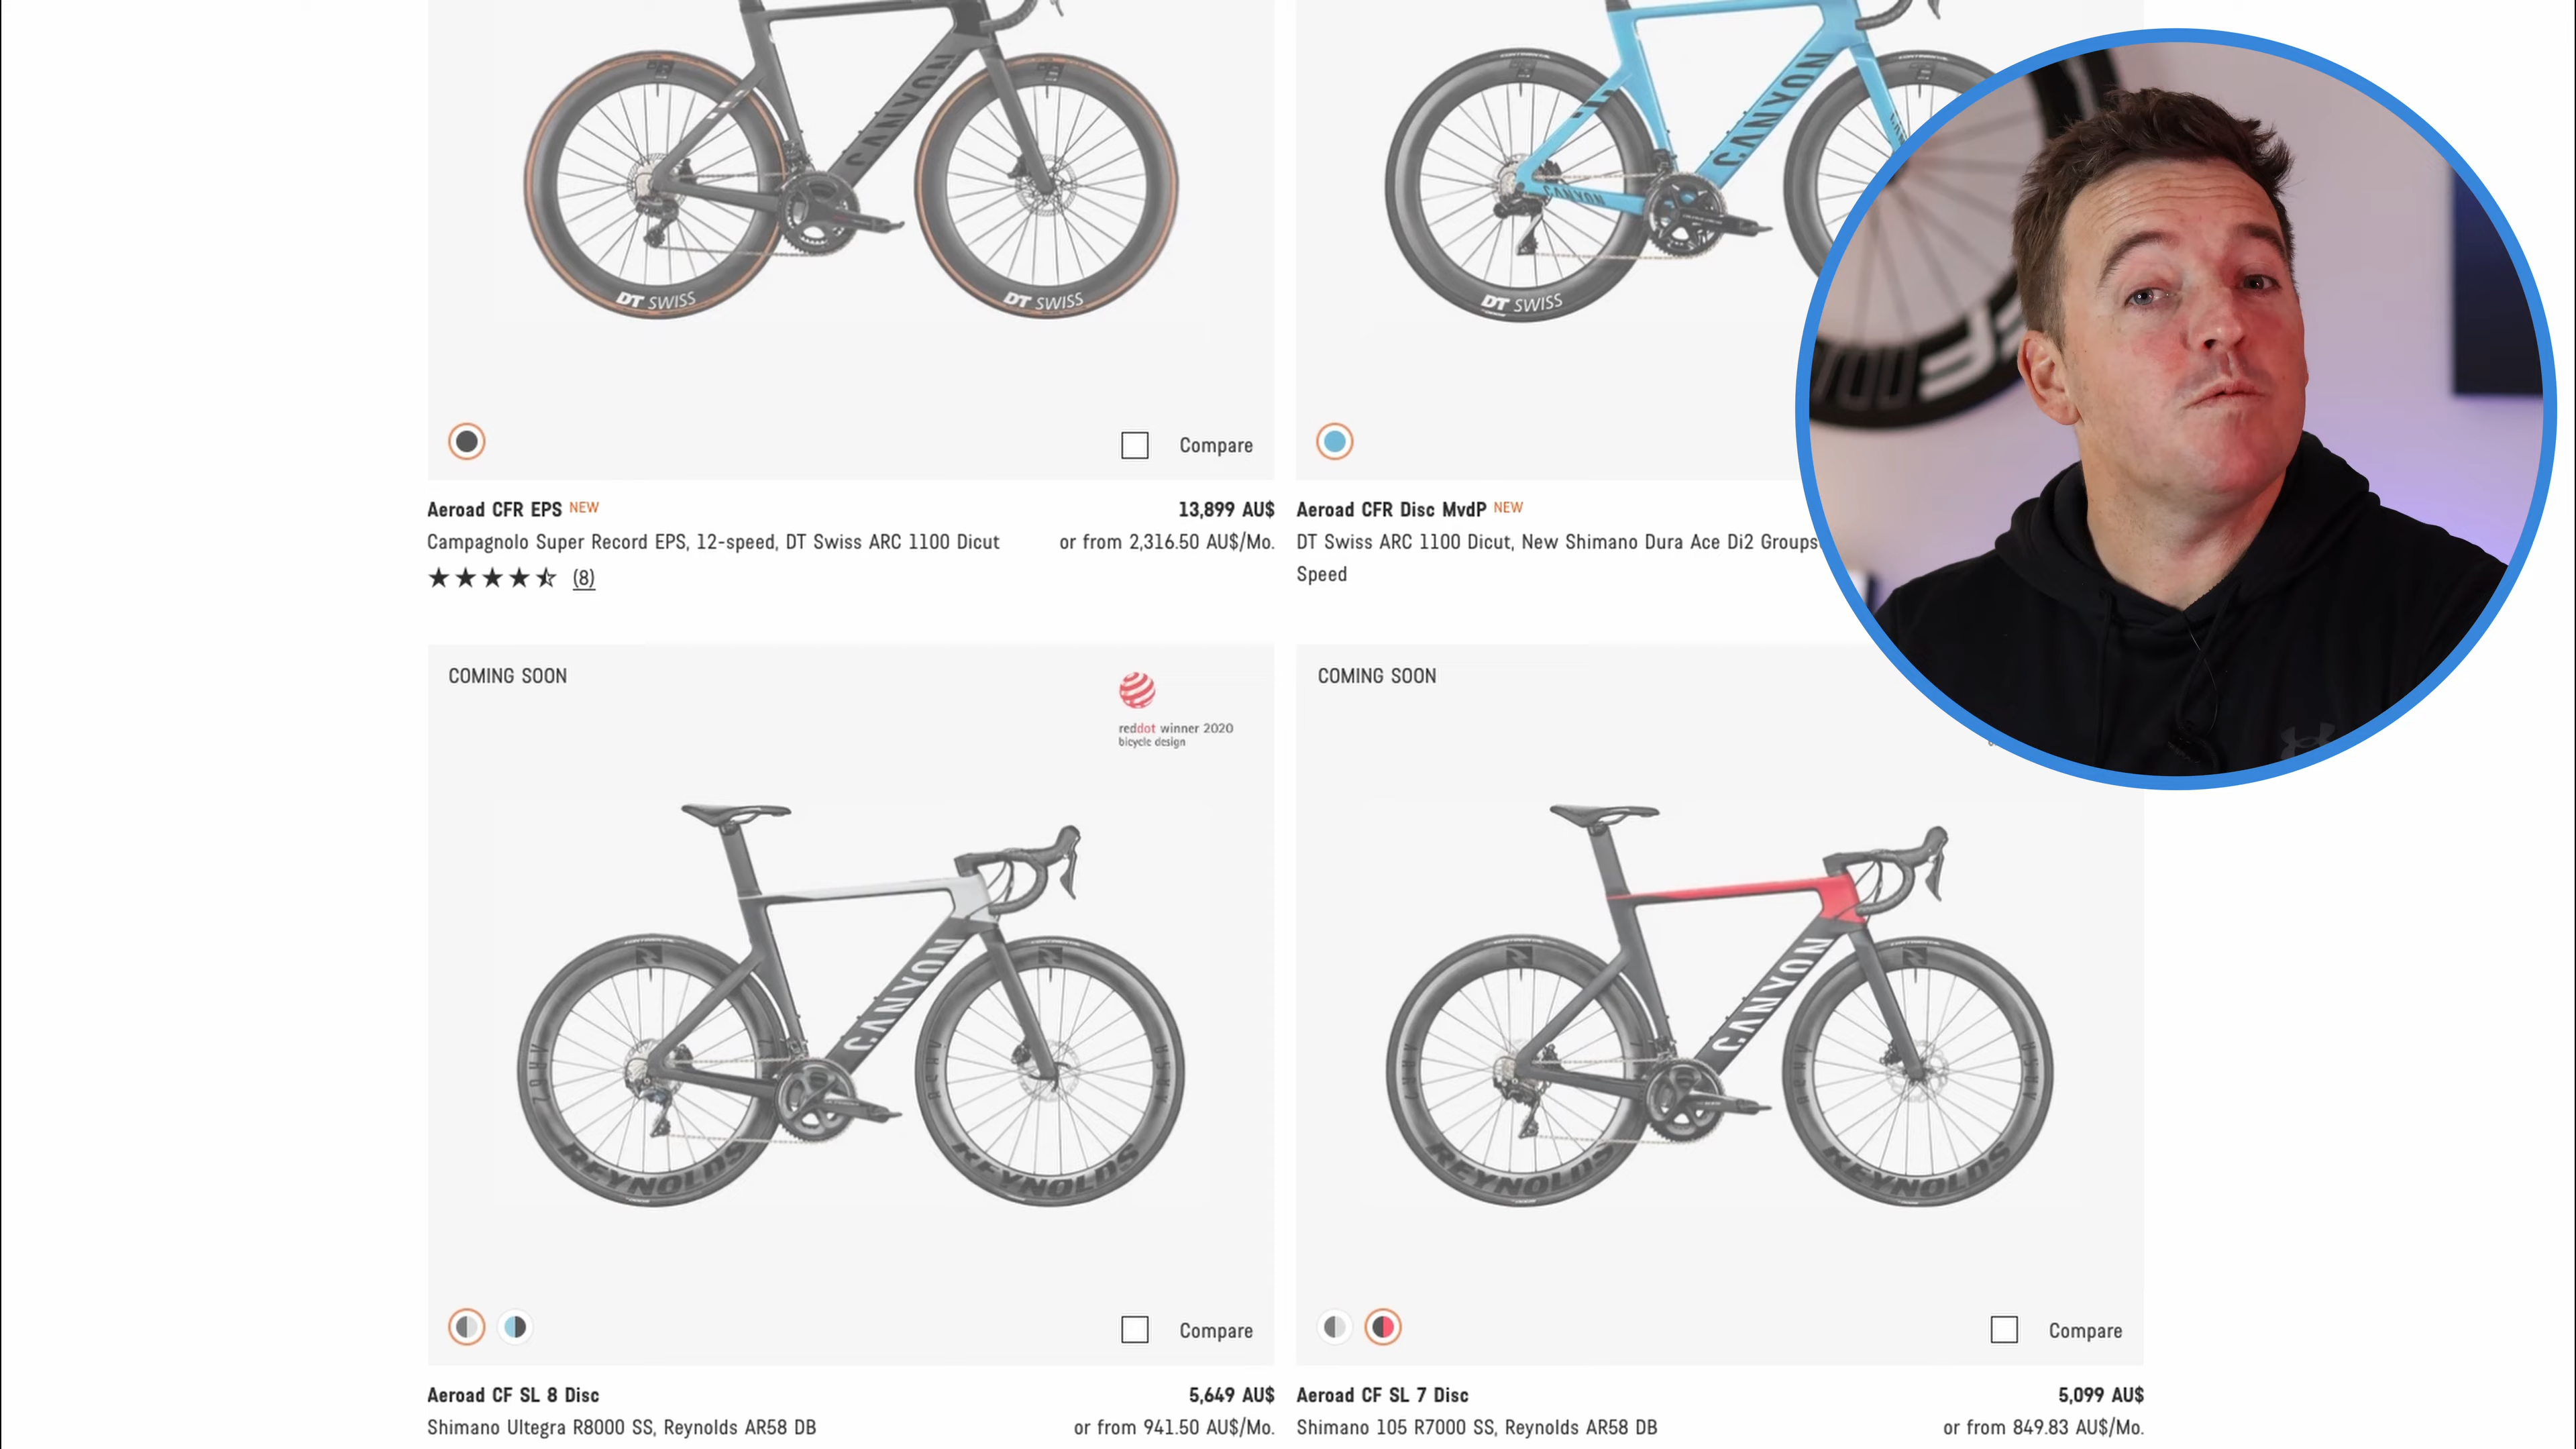 CANYON
DT SWISS
DT SWISS
CANYON
CANYON
DT SWISS
Compare
Aeroad CFR EPS NEW
13,899 AU$
Campagnolo Super Record EPS, 12-speed, DT Swiss ARC 1100 Dicut
or from 2,316.50 AU$/Mo.
(8)
Aeroad CFR Disc MvdP NEW
DT Swiss ARC 1100 Dicut, New Shimano Dura Ace Di2 Groups
Speed
COMING SOON
reddot winner 2020
bicycle design
CANYON
REYNOLDS
REYNOLDS
Compare
Aeroad CF SL 8 Disc
5,649 AU$
Shimano Ultegra R8000 SS, Reynolds AR58 DB
or from 941.50 AU$/Mo.
COMING SOON
CANYON
REYNOLDS
REYNOLDS
Compare
Aeroad CF SL 7 Disc
5,099 AU$
Shimano 105 R7000 SS, Reynolds AR58 DB
or from 849.83 AU$/Mo.